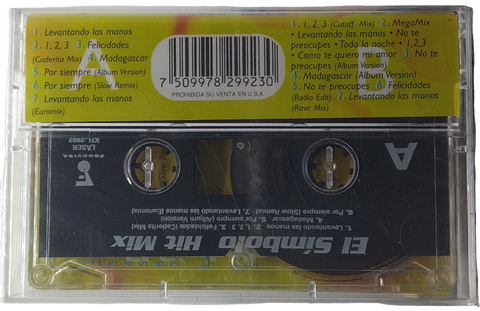 1. Levantando las manos
2. 1, 2, 3  3. Felicidades
(Caderita Mix)  4. Madagascar
5. Por siempre (Album Version)
6. Por siempre (Slow Remix)
7. Levantando las manos
(Euromix)
A
7 509978 299230
PROHIBIDA SU VENTA EN U.S.A
1. 1, 2, 3 (Cutoff Mix)  2. MegaMix
• Levantando las manos • No te
preocupes • Toda la noche • 1,2,3
• Como te quiero mi amor  3. No te
preocupes (Album Version)
4. Madagascar (Album Version)
5. No te preocupes  6. Felicidades
(Radio Edit)  7. Levantando las manos
(Rave Mix)
B
A
El Símbolo Hit Mix
1. Levantando las manos  2. 1, 2, 3  3. Felicidades (Caderita Mix)
4. Madagascar  5. Por siempre (Album Version)
6. Por siempre (Slow Remix)  7. Levantando las manos (Euromix)